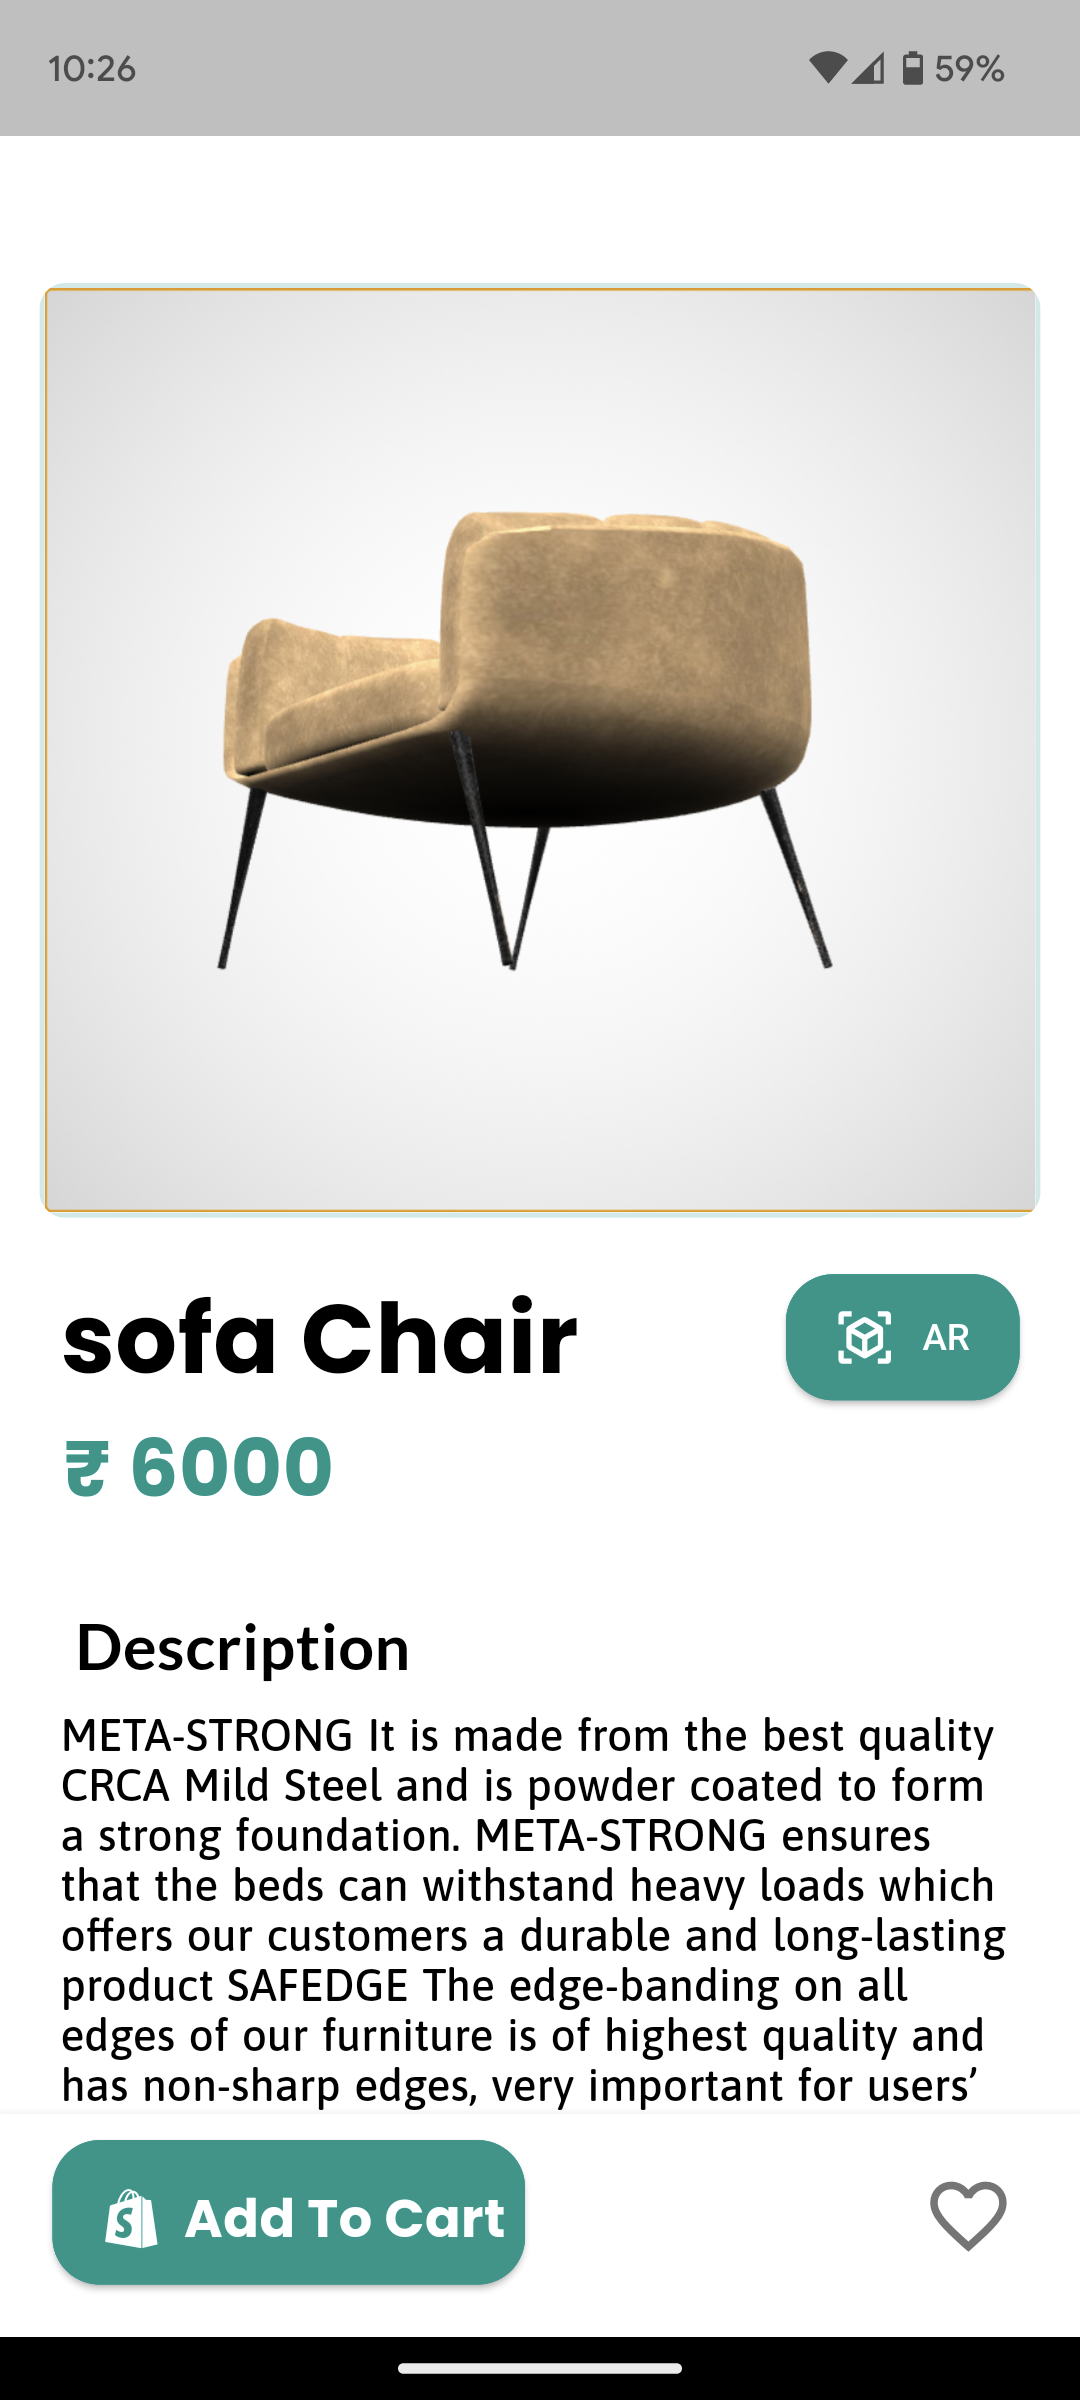 10:26
59%
sofa Chair
AR
₹ 6000
Description
META-STRONG It is made from the best quality
CRCA Mild Steel and is powder coated to form
a strong foundation. META-STRONG ensures
that the beds can withstand heavy loads which
offers our customers a durable and long-lasting
product SAFEDGE The edge-banding on all
edges of our furniture is of highest quality and
has non-sharp edges, very important for users’
Add To Cart